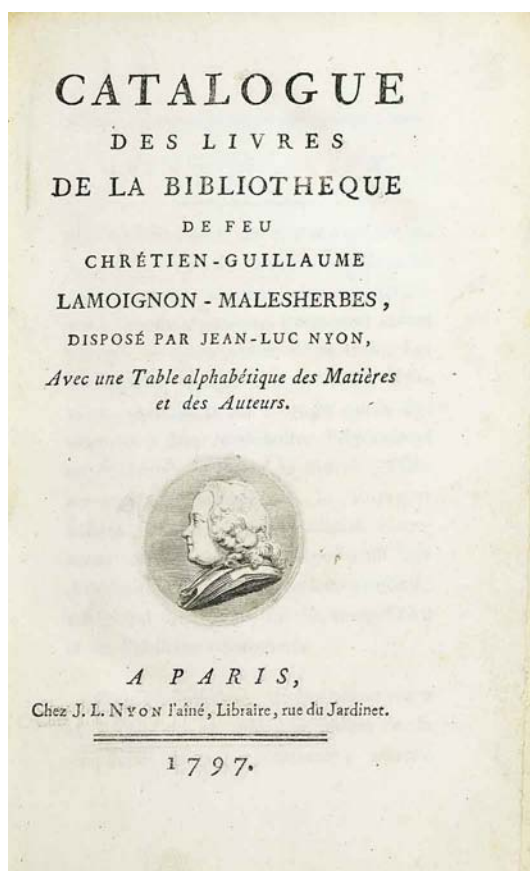 CATALOGUE
DES LIVRES
DE LA BIBLIOTHEQUE
DE FEU
CHRÉTIEN-GUILLAUME
LAMOIGNON - MALESHERBES,
DISPOSÉ PAR JEAN-LUC NYON,
Avec une Table alphabétique des Matières
et des Auteurs.
A PARIS,
Chez J. L. NYON l'aîné, Libraire, rue du Jardinet.
1797.